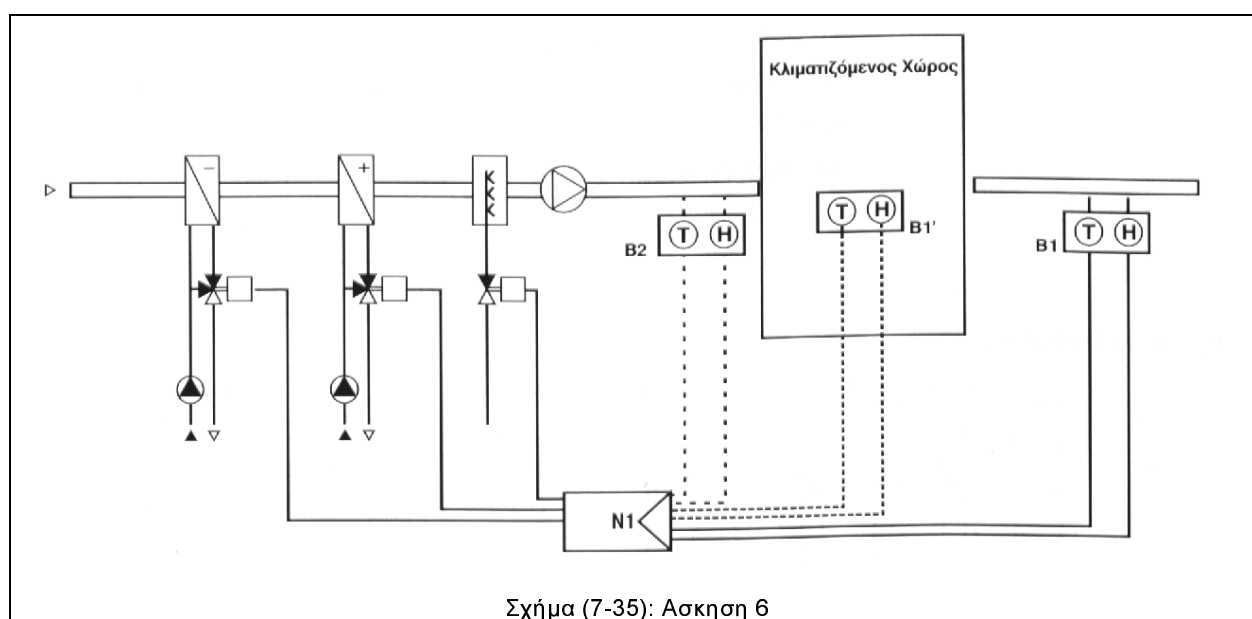 Κλιματιζόμενος Χώρος
−
+
T H
B2
T H
B1'
T H
B1
N1
Σχήμα (7-35): Ασκηση 6